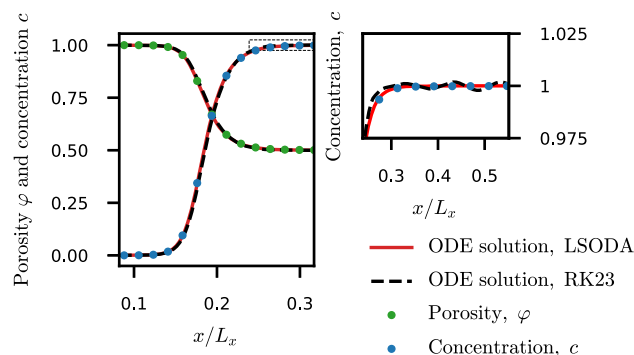 Porosity φ and concentration c
1.00
0.75
0.50
0.25
0.00
0.1
0.2
0.3
x/Lₓ
Concentration, c
1.025
1
0.975
0.3
0.4
0.5
x/Lₓ
ODE solution, LSODA
ODE solution, RK23
Porosity, φ
Concentration, c